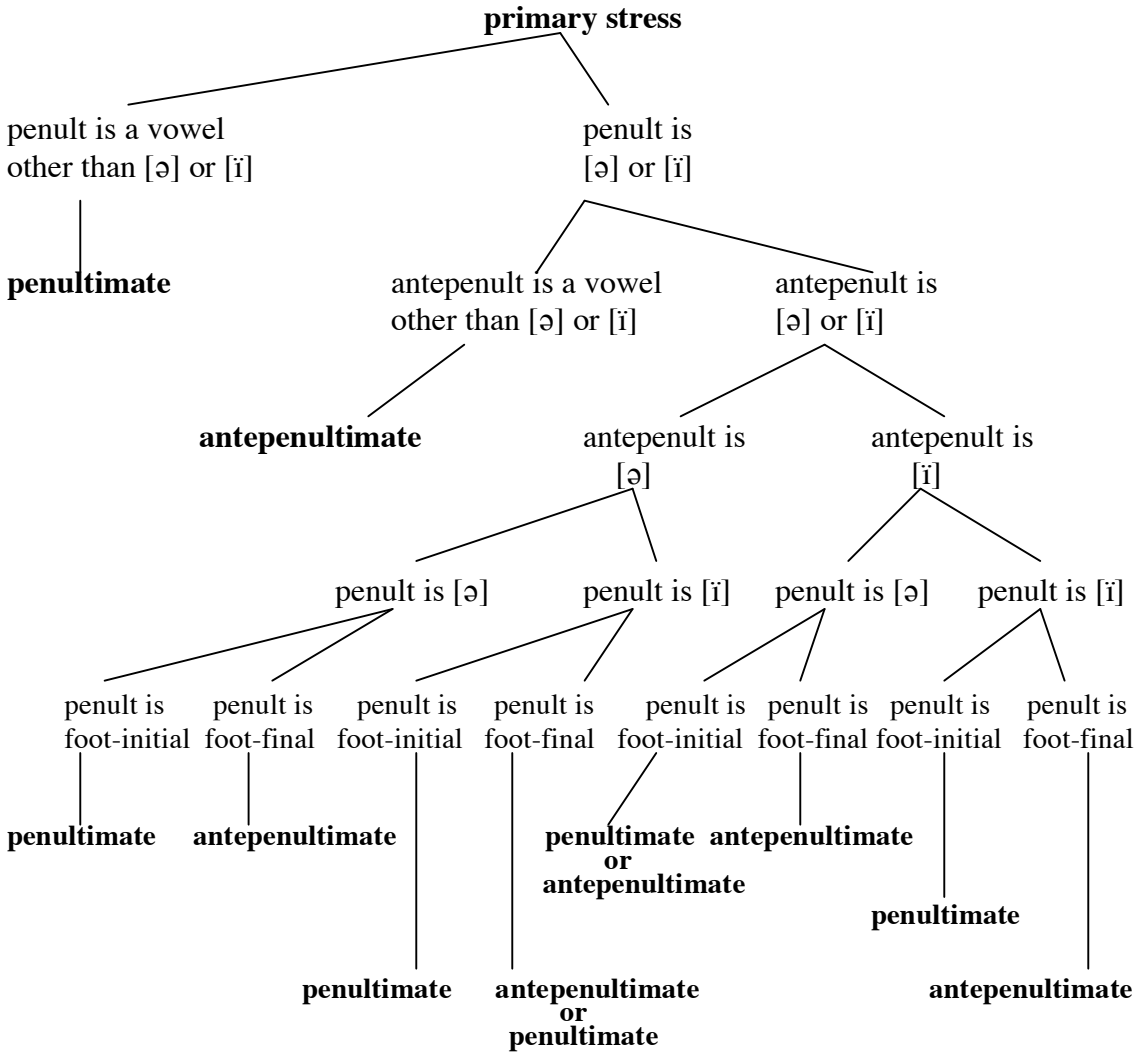 primary stress
penult is a vowel
other than [ə] or [ï]
penult is
[ə] or [ï]
penultimate
antepenult is a vowel
other than [ə] or [ï]
antepenult is
[ə] or [ï]
antepenultimate
antepenult is
[ə]
antepenult is
[ï]
penult is [ə]
penult is [ï]
penult is [ə]
penult is [ï]
penult is
foot-initial
penult is
foot-final
penult is
foot-initial
penult is
foot-final
penult is
foot-initial
penult is
foot-final
penult is
foot-initial
penult is
foot-final
penultimate
antepenultimate
penultimate
or
antepenultimate
antepenultimate
penultimate
penultimate
antepenultimate
or
penultimate
antepenultimate